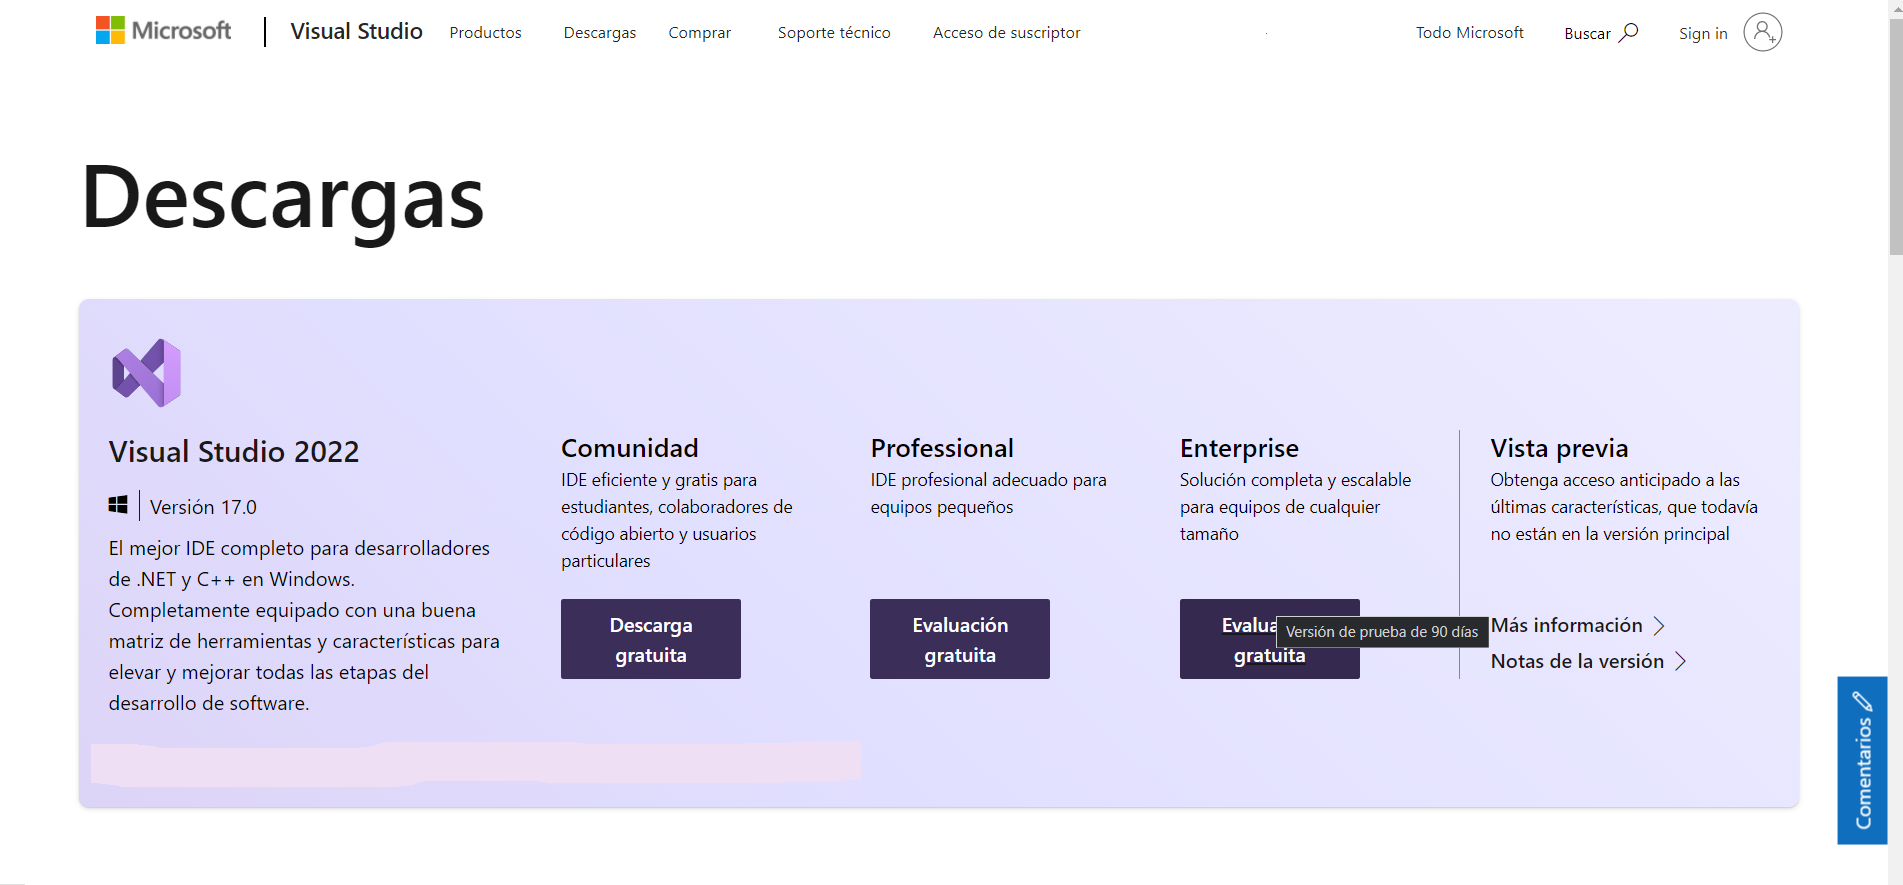 Microsoft
Visual Studio
Productos
Descargas
Comprar
Soporte técnico
Acceso de suscriptor
Todo Microsoft
Buscar
Sign in
Descargas
Visual Studio 2022
Versión 17.0
El mejor IDE completo para desarrolladores
de .NET y C++ en Windows.
Completamente equipado con una buena
matriz de herramientas y características para
elevar y mejorar todas las etapas del
desarrollo de software.
Comunidad
IDE eficiente y gratis para
estudiantes, colaboradores de
código abierto y usuarios
particulares
Descarga
gratuita
Professional
IDE profesional adecuado para
equipos pequeños
Evaluación
gratuita
Enterprise
Solución completa y escalable
para equipos de cualquier
tamaño
Evalua
gratuita
Versión de prueba de 90 días
Vista previa
Obtenga acceso anticipado a las
últimas características, que todavía
no están en la versión principal
Más información
Notas de la versión
Comentarios